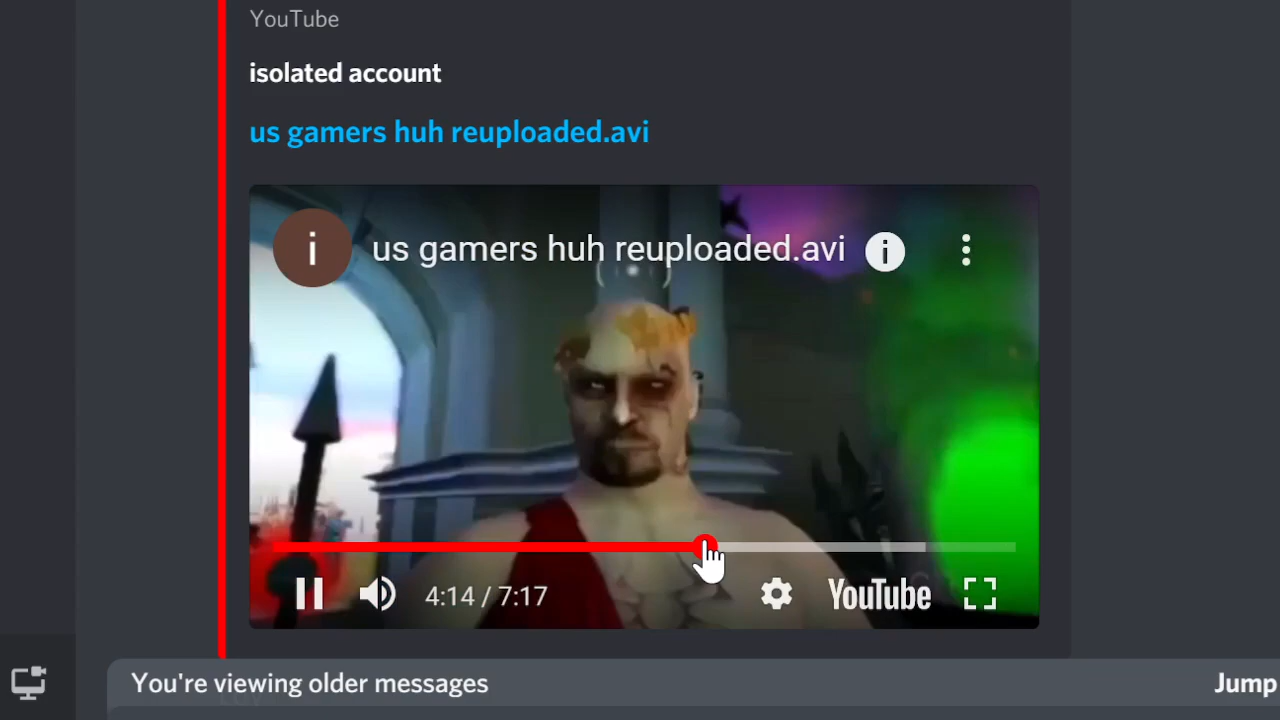 YouTube
isolated account
us gamers huh reuploaded.avi
i
us gamers huh reuploaded.avi
i
4:14 / 7:17
YouTube
You're viewing older messages
Jump